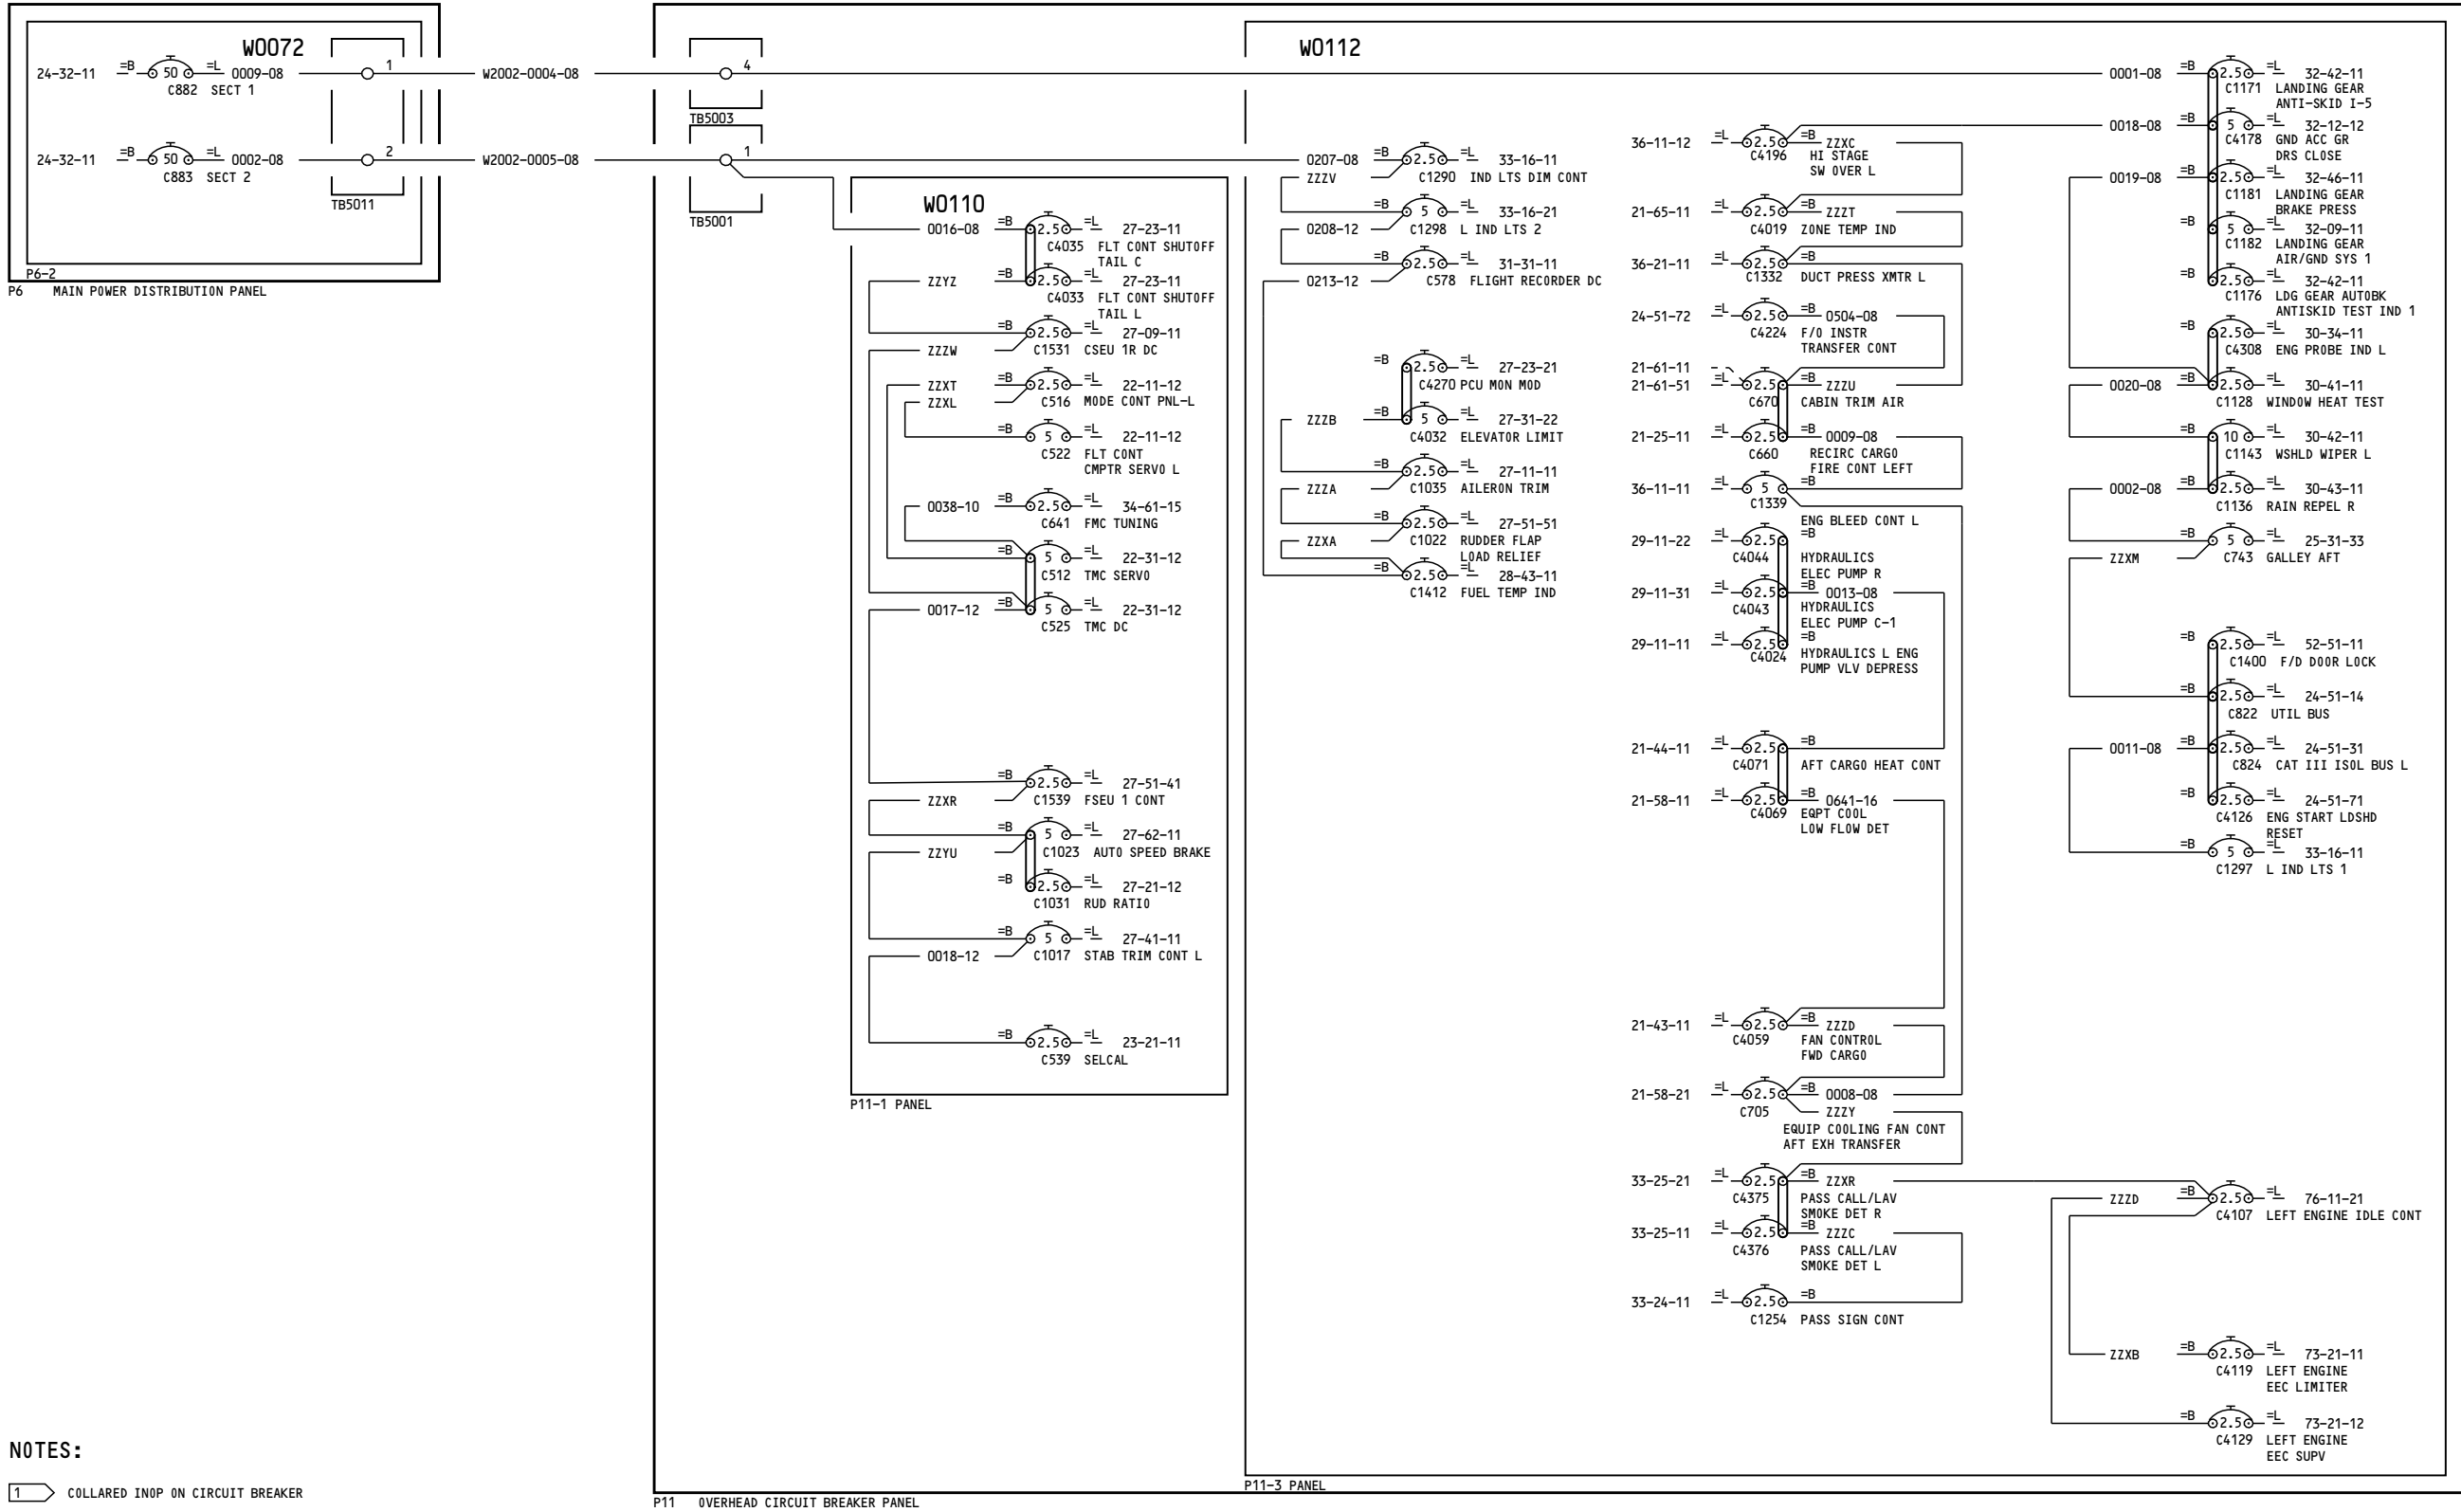 W0072
24-32-11 =B 50 =L 0009-08 1 W2002-0004-08 4
C882 SECT 1
TB5003
24-32-11 =B 50 =L 0002-08 2 W2002-0005-08 1
C883 SECT 2
TB5011
TB5001
P6-2
P6 MAIN POWER DISTRIBUTION PANEL
W0110
0016-08 =B 2.5 =L 27-23-11
C4035 FLT CONT SHUTOFF
TAIL C
ZZYZ =B 2.5 =L 27-23-11
C4033 FLT CONT SHUTOFF
TAIL L
=B 2.5 =L 27-09-11
ZZZW C1531 CSEU 1R DC
ZZXT =B 2.5 =L 22-11-12
ZZXL C516 MODE CONT PNL-L
=B 5 =L 22-11-12
C522 FLT CONT
CMPTR SERVO L
0038-10 =B 2.5 =L 34-61-15
C641 FMC TUNING
=B 5 =L 22-31-12
C512 TMC SERVO
0017-12 =B 5 =L 22-31-12
C525 TMC DC
=B 2.5 =L 27-51-41
ZZXR C1539 FSEU 1 CONT
=B 5 =L 27-62-11
ZZYU C1023 AUTO SPEED BRAKE
=B 2.5 =L 27-21-12
C1031 RUD RATIO
=B 5 =L 27-41-11
0018-12 C1017 STAB TRIM CONT L
=B 2.5 =L 23-21-11
C539 SELCAL
P11-1 PANEL
W0112
0207-08 =B 2.5 =L 33-16-11
ZZZV C1290 IND LTS DIM CONT
=B 5 =L 33-16-21
0208-12 C1298 L IND LTS 2
=B 2.5 =L 31-31-11
0213-12 C578 FLIGHT RECORDER DC
=B 2.5 =L 27-23-21
C4270 PCU MON MOD
ZZZB =B 5 =L 27-31-22
C4032 ELEVATOR LIMIT
=B 2.5 =L 27-11-11
ZZZA C1035 AILERON TRIM
=B 2.5 =L 27-51-51
ZZXA C1022 RUDDER FLAP
LOAD RELIEF
=B 2.5 =L 28-43-11
C1412 FUEL TEMP IND
36-11-12 =L 2.5 =B ZZXC
C4196 HI STAGE
SW OVER L
21-65-11 =L 2.5 =B ZZZT
C4019 ZONE TEMP IND
36-21-11 =L 2.5 =B
C1332 DUCT PRESS XMTR L
24-51-72 =L 2.5 =B 0504-08
C4224 F/O INSTR
TRANSFER CONT
21-61-11
21-61-51 =L 2.5 =B ZZZU
C670 CABIN TRIM AIR
21-25-11 =L 2.5 =B 0009-08
C660 RECIRC CARGO
FIRE CONT LEFT
36-11-11 =L 5 =B
C1339
ENG BLEED CONT L
29-11-22 =L 2.5 =B
C4044 HYDRAULICS
ELEC PUMP R
29-11-31 =L 2.5 =B 0013-08
C4043 HYDRAULICS
ELEC PUMP C-1
29-11-11 =L 2.5 =B
C4024 HYDRAULICS L ENG
PUMP VLV DEPRESS
21-44-11 =L 2.5 =B
C4071 AFT CARGO HEAT CONT
21-58-11 =L 2.5 =B 0641-16
C4069 EQPT COOL
LOW FLOW DET
21-43-11 =L 2.5 =B ZZZD
C4059 FAN CONTROL
FWD CARGO
21-58-21 =L 2.5 =B 0008-08
C705 ZZZY
EQUIP COOLING FAN CONT
AFT EXH TRANSFER
33-25-21 =L 2.5 =B ZZXR
C4375 PASS CALL/LAV
SMOKE DET R
33-25-11 =L 2.5 =B ZZZC
C4376 PASS CALL/LAV
SMOKE DET L
33-24-11 =L 2.5 =B
C1254 PASS SIGN CONT
0001-08 =B 2.5 =L 32-42-11
C1171 LANDING GEAR
ANTI-SKID I-5
0018-08 =B 5 =L 32-12-12
C4178 GND ACC GR
DRS CLOSE
0019-08 =B 2.5 =L 32-46-11
C1181 LANDING GEAR
BRAKE PRESS
=B 5 =L 32-09-11
C1182 LANDING GEAR
AIR/GND SYS 1
=B 2.5 =L 32-42-11
C1176 LDG GEAR AUTOBK
ANTISKID TEST IND 1
=B 2.5 =L 30-34-11
C4308 ENG PROBE IND L
0020-08 =B 2.5 =L 30-41-11
C1128 WINDOW HEAT TEST
=B 10 =L 30-42-11
C1143 WSHLD WIPER L
0002-08 =B 2.5 =L 30-43-11
C1136 RAIN REPEL R
=B 5 =L 25-31-33
ZZXM C743 GALLEY AFT
=B 2.5 =L 52-51-11
C1400 F/D DOOR LOCK
=B 2.5 =L 24-51-14
C822 UTIL BUS
0011-08 =B 2.5 =L 24-51-31
C824 CAT III ISOL BUS L
=B 2.5 =L 24-51-71
C4126 ENG START LDSHD
RESET
=B 5 =L 33-16-11
C1297 L IND LTS 1
ZZZD =B 2.5 =L 76-11-21
C4107 LEFT ENGINE IDLE CONT
ZZXB =B 2.5 =L 73-21-11
C4119 LEFT ENGINE
EEC LIMITER
=B 2.5 =L 73-21-12
C4129 LEFT ENGINE
EEC SUPV
P11-3 PANEL
P11 OVERHEAD CIRCUIT BREAKER PANEL
NOTES:
1 COLLARED INOP ON CIRCUIT BREAKER